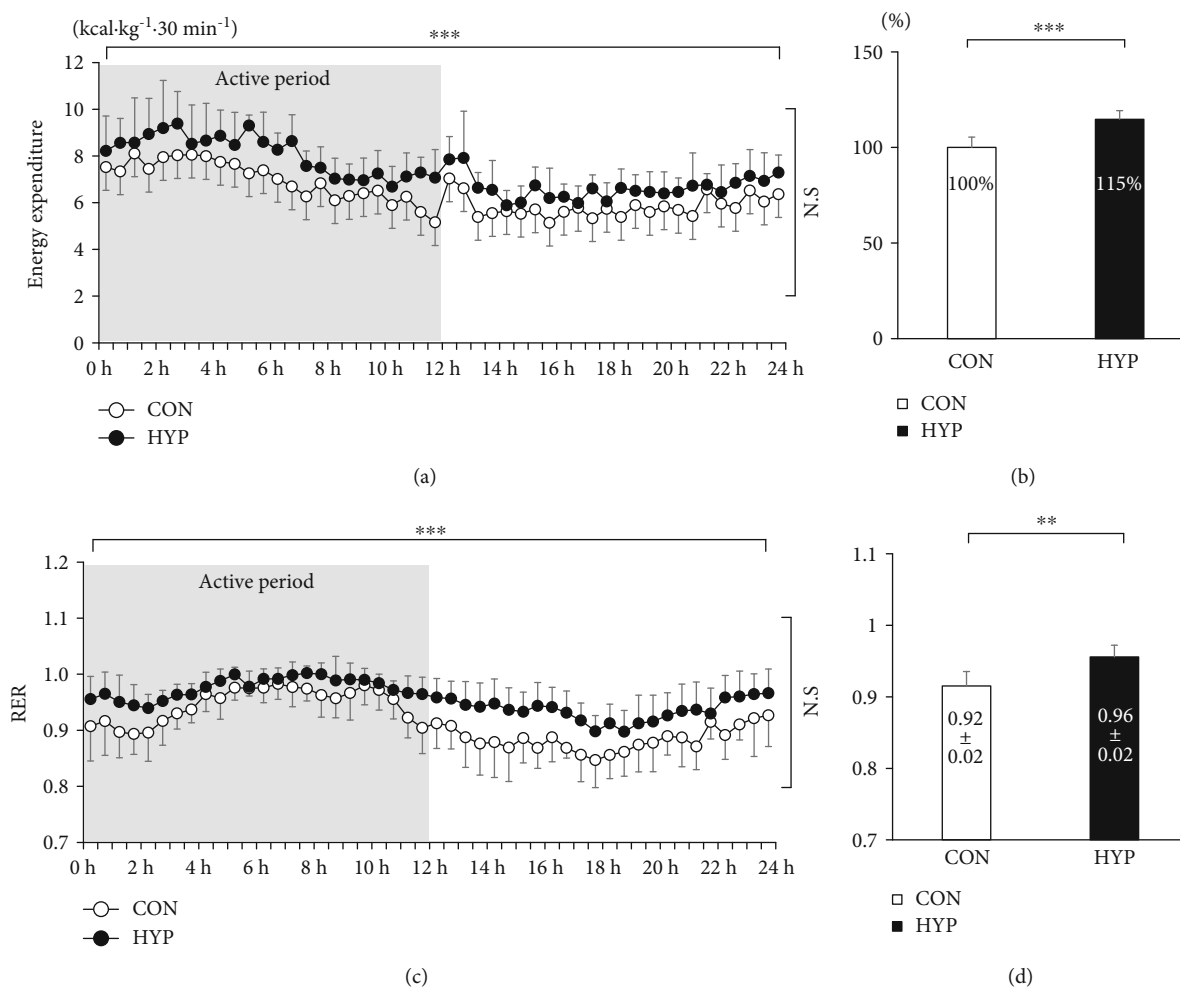 (kcal·kg⁻¹·30 min⁻¹)
***
12
10
8
6
4
2
0
Energy expenditure
Active period
N.S
0 h 2 h 4 h 6 h 8 h 10 h 12 h 14 h 16 h 18 h 20 h 22 h 24 h
CON
HYP
(a)
(%)
***
150
100
50
0
100%
115%
CON HYP
CON
HYP
(b)
***
1.2
1.1
1.0
0.9
0.8
0.7
RER
Active period
N.S
0 h 2 h 4 h 6 h 8 h 10 h 12 h 14 h 16 h 18 h 20 h 22 h 24 h
CON
HYP
(c)
**
1.1
1
0.9
0.8
0.7
0.92
±
0.02
0.96
±
0.02
CON HYP
CON
HYP
(d)